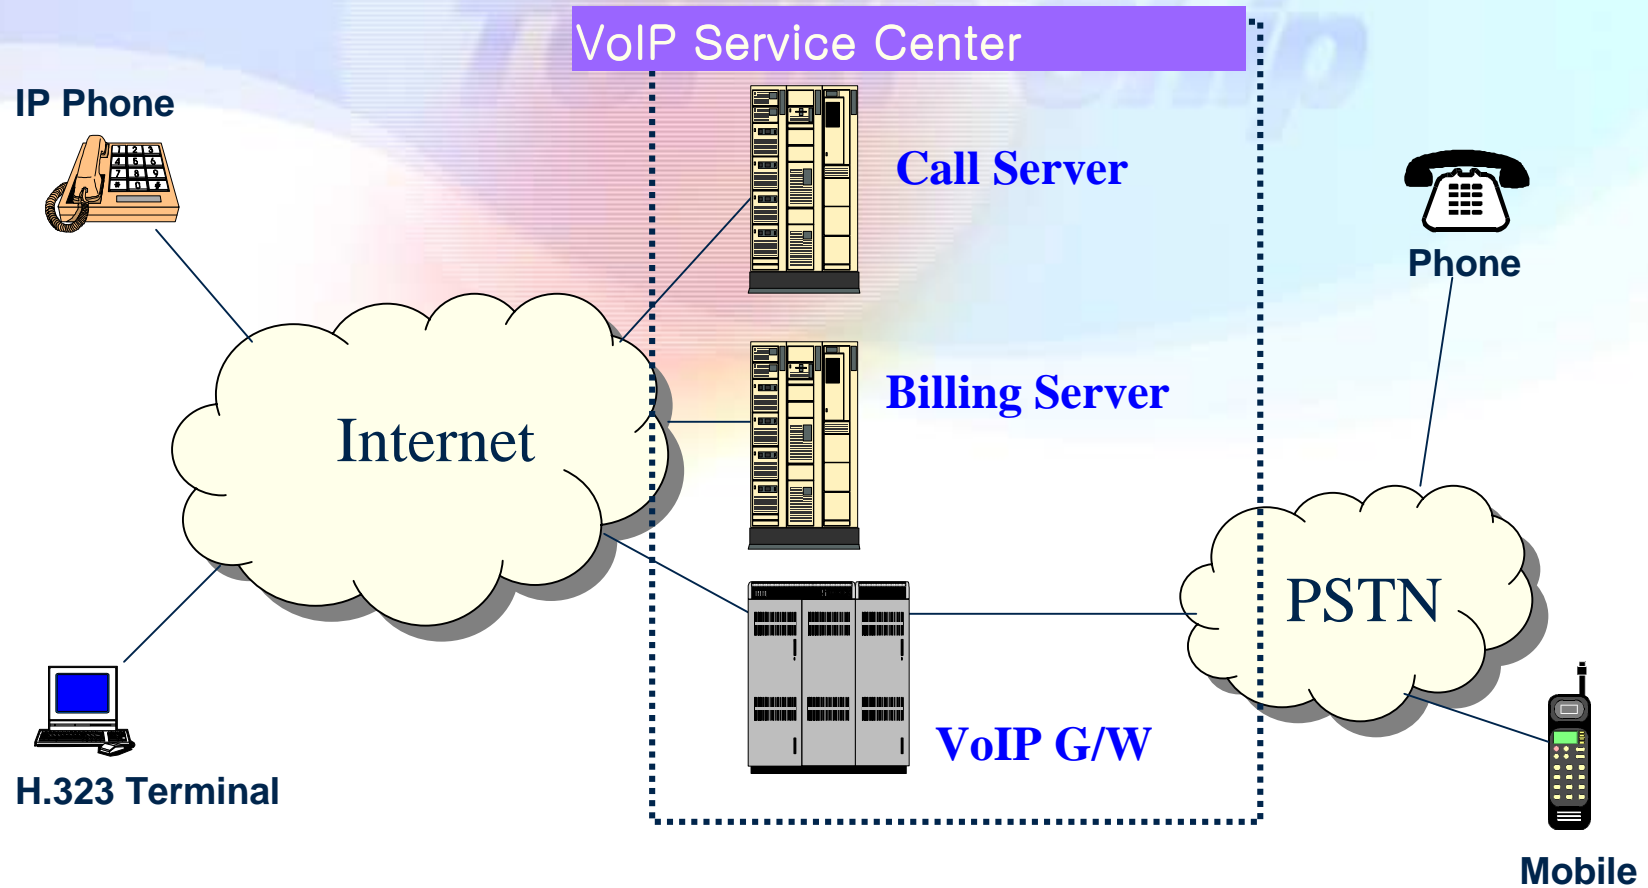 VoIP Service Center
IP Phone
Call Server
Phone
Billing Server
Internet
PSTN
VoIP G/W
H.323 Terminal
Mobile